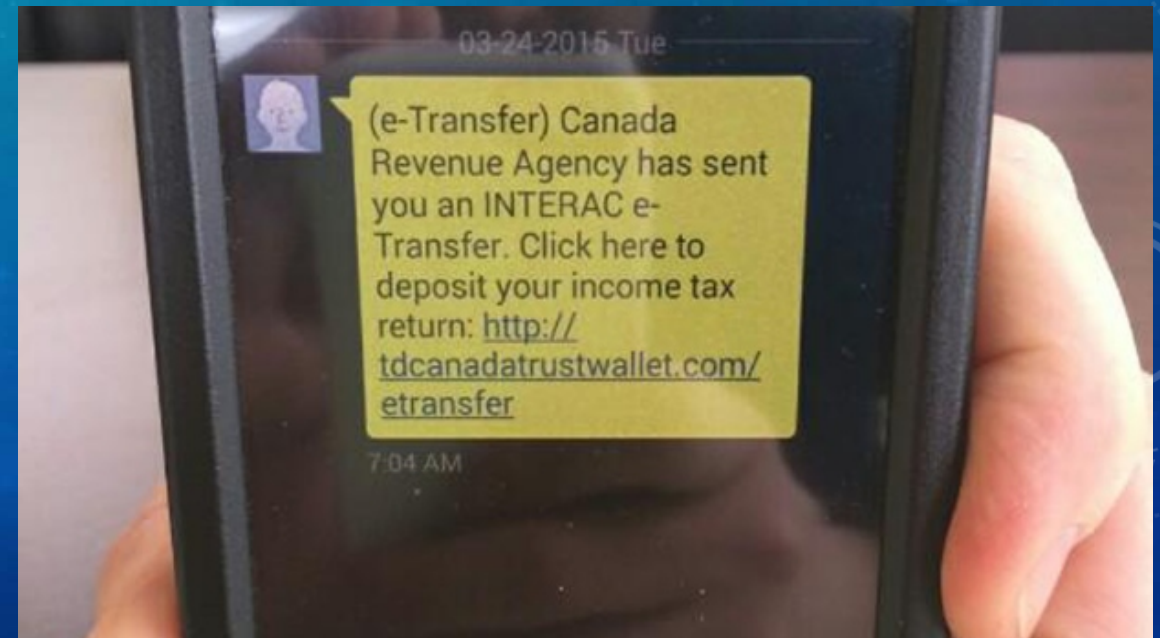 03-24-2015 Tue
(e-Transfer) Canada
Revenue Agency has sent
you an INTERAC e-
Transfer. Click here to
deposit your income tax
return: http://
tdcanadatrustwallet.com/
etransfer
7:04 AM